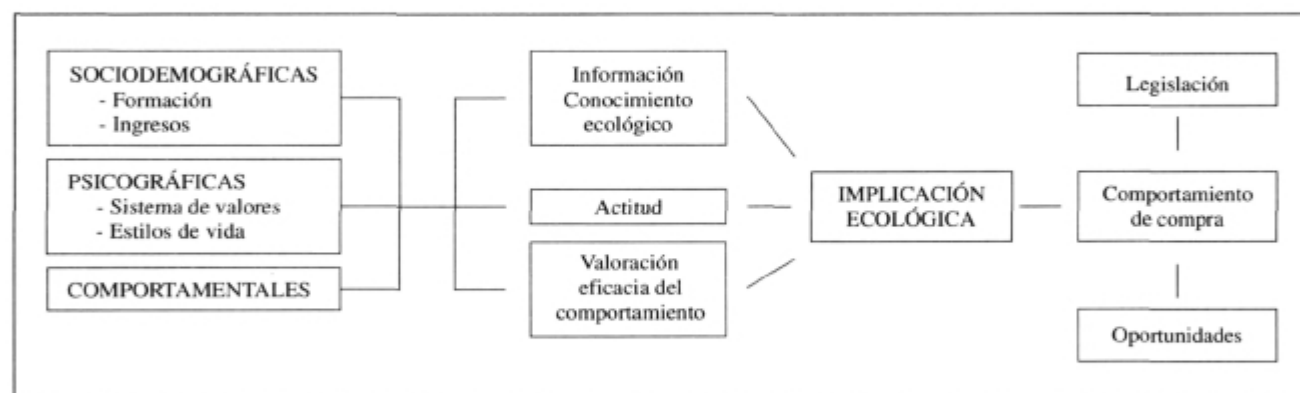 SOCIODEMOGRÁFICAS
- Formación
- Ingresos
PSICOGRÁFICAS
- Sistema de valores
- Estilos de vida
COMPORTAMENTALES
Información
Conocimiento
ecológico
Actitud
Valoración
eficacia del
comportamiento
IMPLICACIÓN
ECOLÓGICA
Legislación
Comportamiento
de compra
Oportunidades